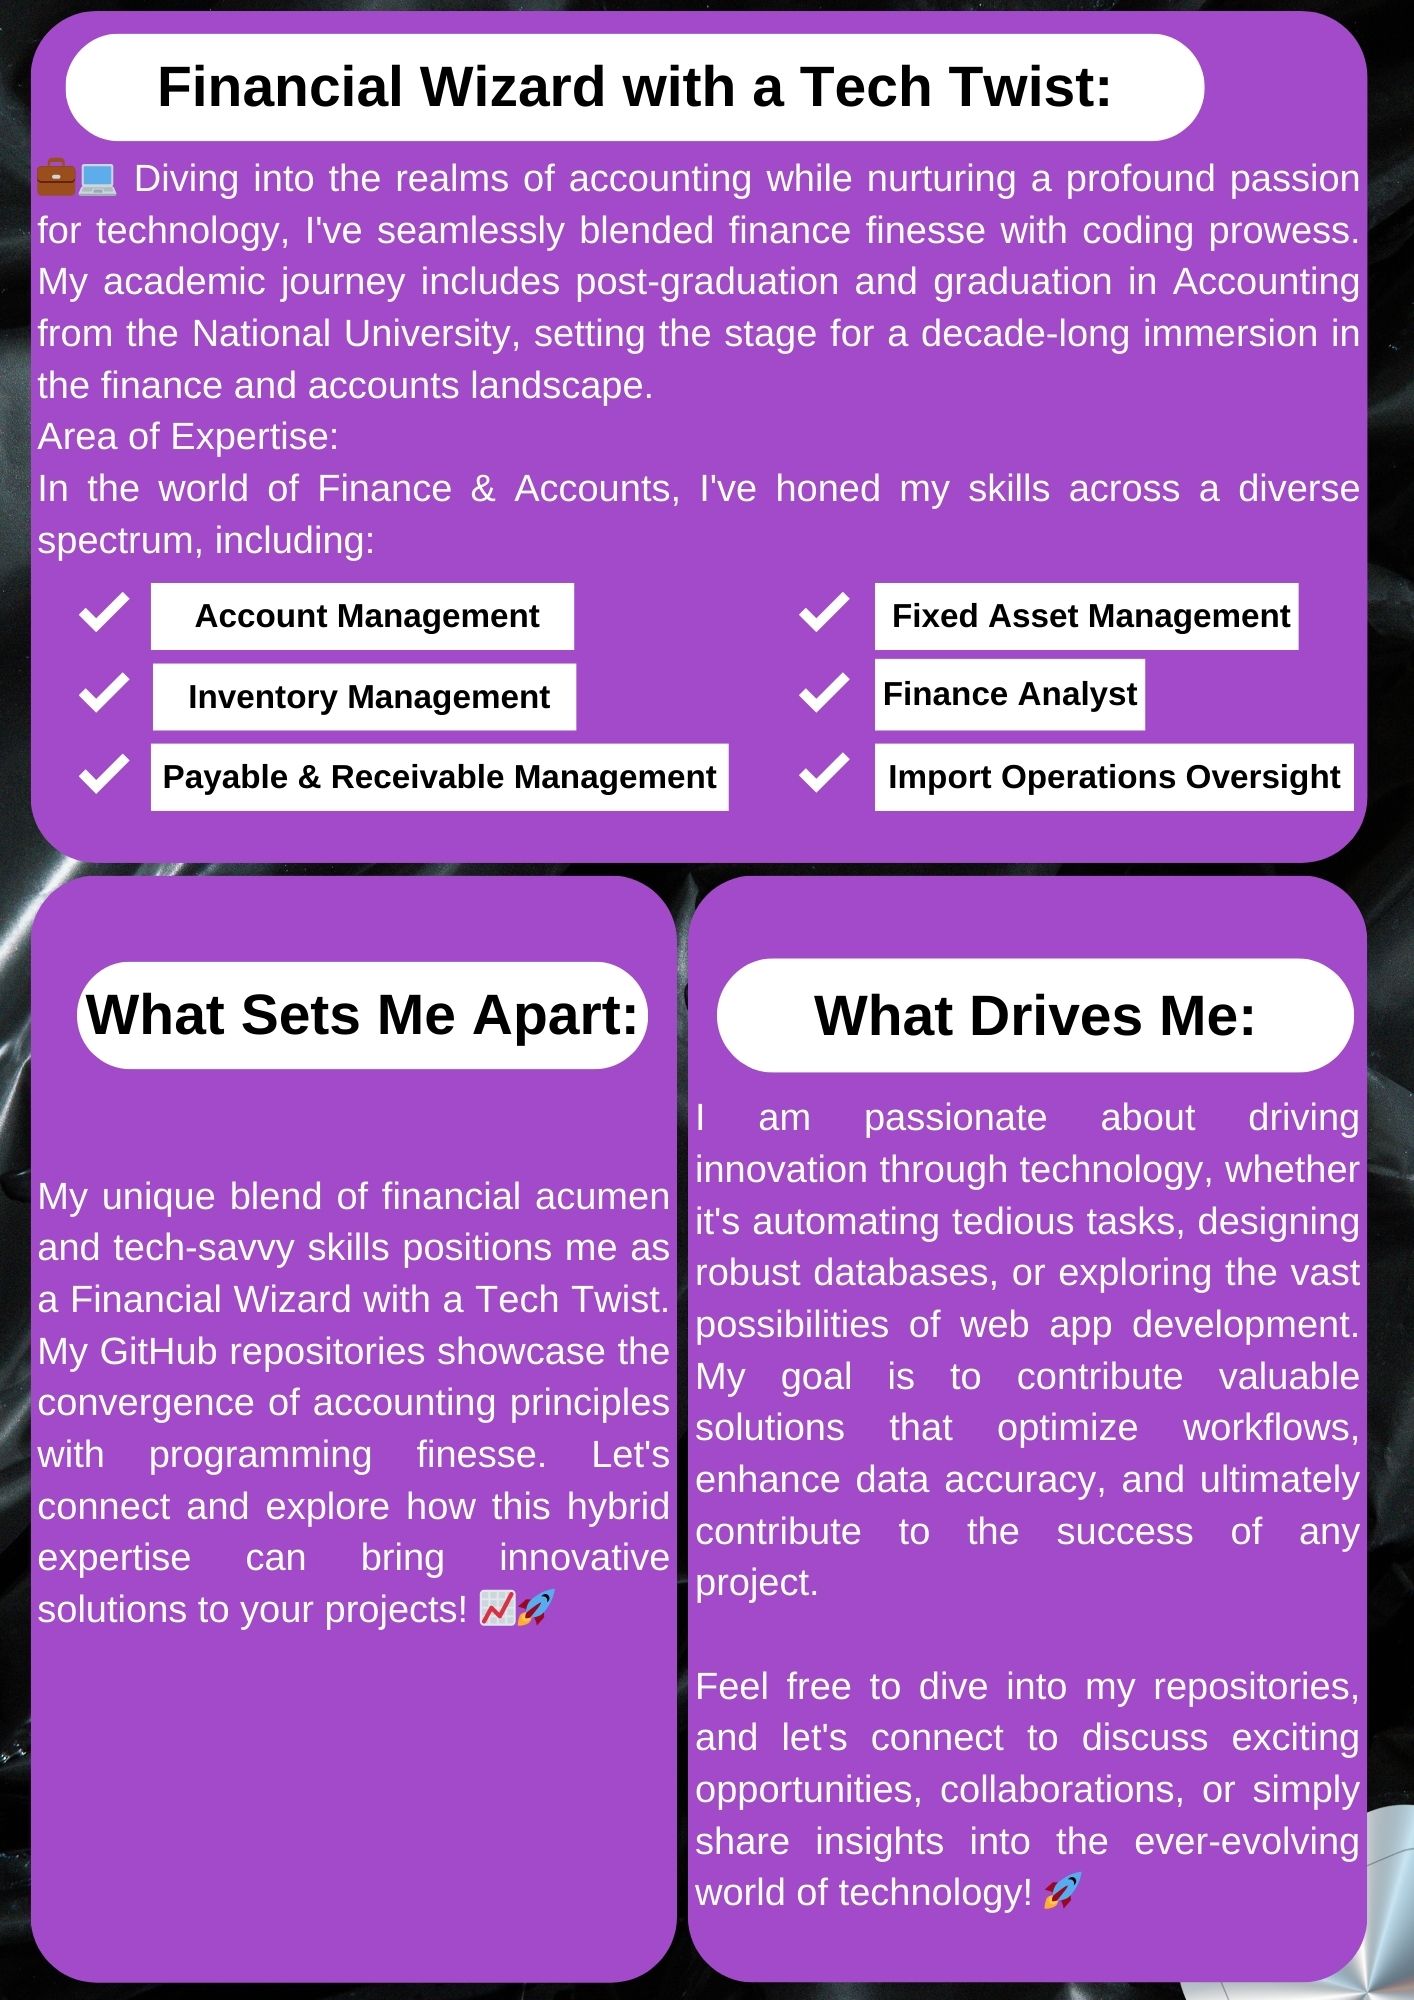 Financial Wizard with a Tech Twist:
💼💻 Diving into the realms of accounting while nurturing a profound passion
for technology, I've seamlessly blended finance finesse with coding prowess.
My academic journey includes post-graduation and graduation in Accounting
from the National University, setting the stage for a decade-long immersion in
the finance and accounts landscape.
Area of Expertise:
In the world of Finance & Accounts, I've honed my skills across a diverse
spectrum, including:
Account Management
Inventory Management
Payable & Receivable Management
Fixed Asset Management
Finance Analyst
Import Operations Oversight
What Sets Me Apart:
My unique blend of financial acumen
and tech-savvy skills positions me as
a Financial Wizard with a Tech Twist.
My GitHub repositories showcase the
convergence of accounting principles
with programming finesse. Let's
connect and explore how this hybrid
expertise can bring innovative
solutions to your projects! 📈🚀
What Drives Me:
I am passionate about driving
innovation through technology, whether
it's automating tedious tasks, designing
robust databases, or exploring the vast
possibilities of web app development.
My goal is to contribute valuable
solutions that optimize workflows,
enhance data accuracy, and ultimately
contribute to the success of any
project.
Feel free to dive into my repositories,
and let's connect to discuss exciting
opportunities, collaborations, or simply
share insights into the ever-evolving
world of technology! 🚀